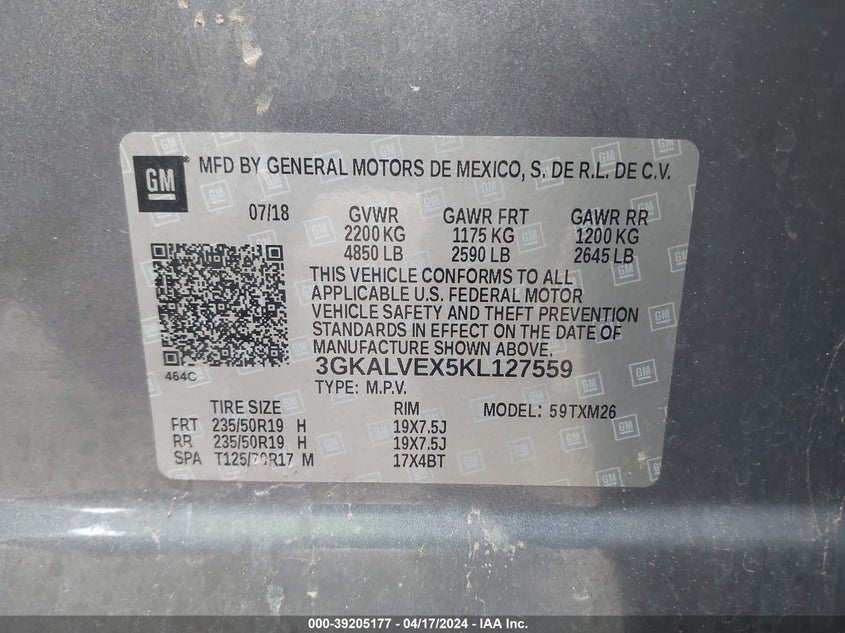 GM
MFD BY GENERAL MOTORS DE MEXICO, S. DE R.L. DE C.V.
07/18 GVWR GAWR FRT GAWR RR
2200 KG 1175 KG 1200 KG
4850 LB 2590 LB 2645 LB
THIS VEHICLE CONFORMS TO ALL
APPLICABLE U.S. FEDERAL MOTOR
VEHICLE SAFETY AND THEFT PREVENTION
STANDARDS IN EFFECT ON THE DATE OF
MANUFACTURE SHOWN ABOVE.
464C
3GKALVEX5KL127559
TYPE: M.P.V.
TIRE SIZE RIM MODEL: 59TXM26
FRT 235/50R19 H 19X7.5J
RR 235/50R19 H 19X7.5J
SPA T125/70R17 M 17X4BT
000-39205177 - 04/17/2024 - IAA Inc.